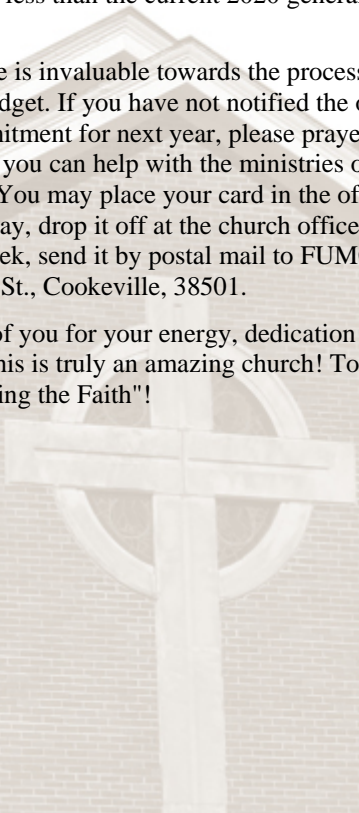 less than the current 2020 general
e is invaluable towards the process
dget. If you have not notified the
mitment for next year, please praye
you can help with the ministries o
You may place your card in the of
ay, drop it off at the church office
ek, send it by postal mail to FUM
St., Cookeville, 38501.
of you for your energy, dedication
his is truly an amazing church! To
ing the Faith"!